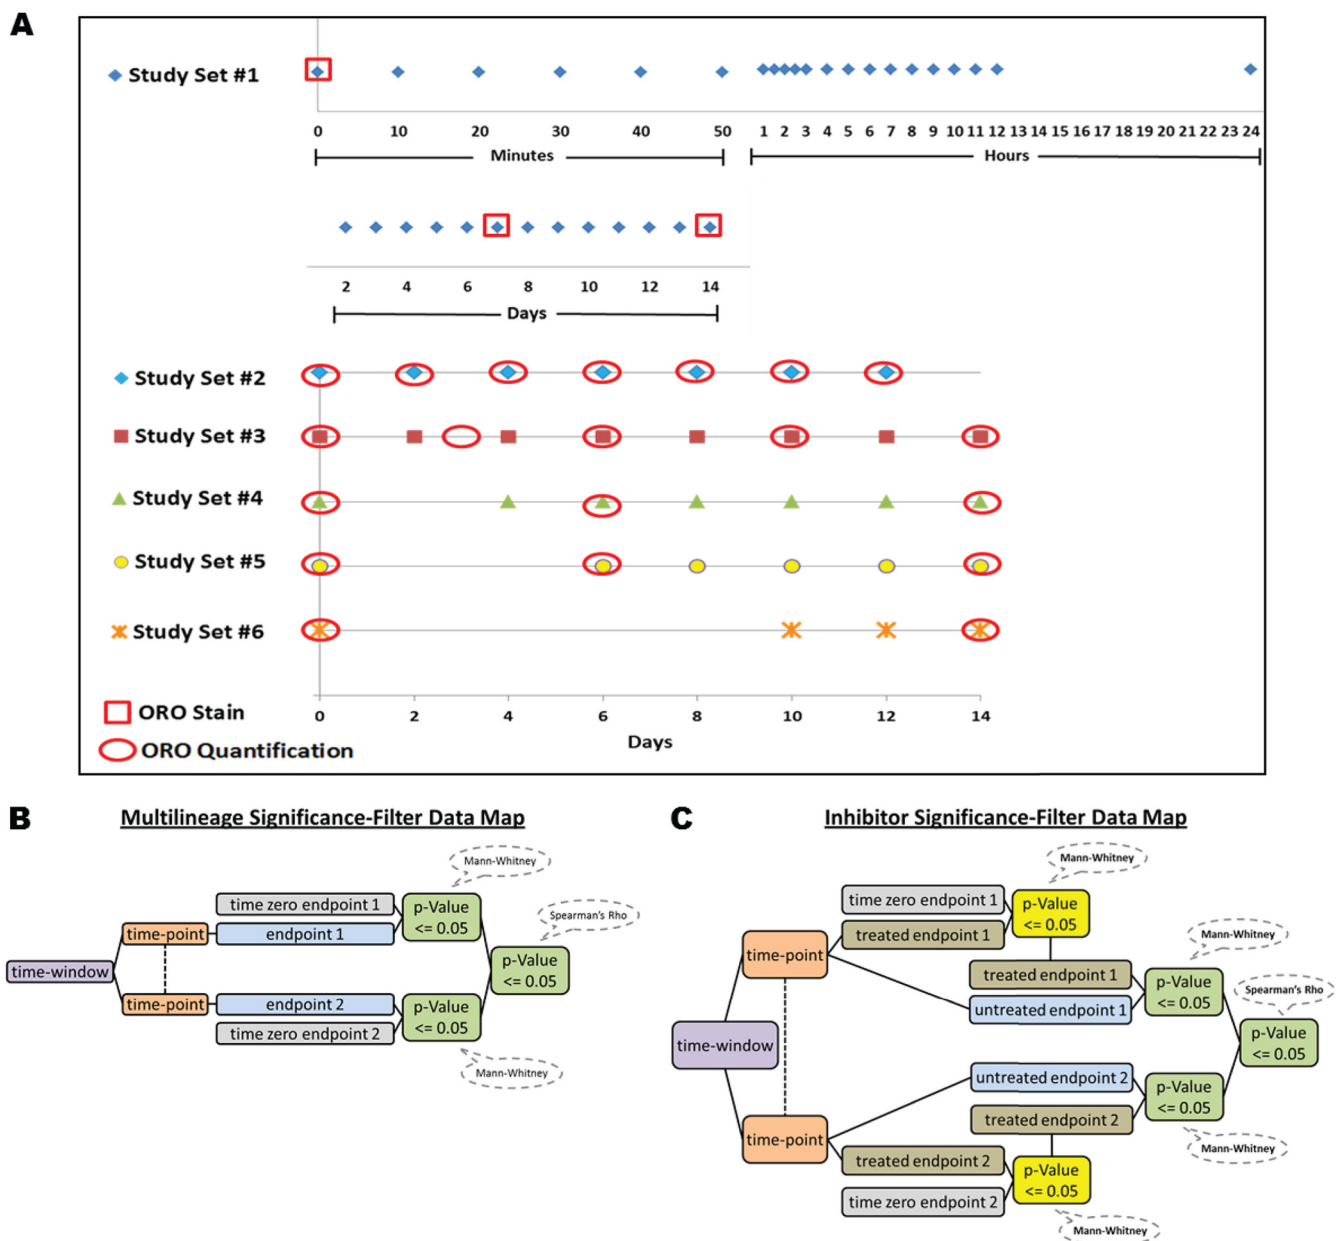 A
Study Set #1
0 10 20 30 40 50 1 2 3 4 5 6 7 8 9 10 11 12 13 14 15 16 17 18 19 20 21 22 23 24
Minutes Hours
2 4 6 8 10 12 14
Days
Study Set #2
Study Set #3
Study Set #4
Study Set #5
Study Set #6
ORO Stain
0 2 4 6 8 10 12 14
Days
ORO Quantification
B
Multilineage Significance-Filter Data Map
Mann-Whitney
time zero endpoint 1
endpoint 1
p-Value
<= 0.05
Spearman's Rho
time-point
time-window
p-Value
<= 0.05
time-point
endpoint 2
time zero endpoint 2
p-Value
<= 0.05
Mann-Whitney
C
Inhibitor Significance-Filter Data Map
Mann-Whitney
time zero endpoint 1
treated endpoint 1
p-Value
<= 0.05
Mann-Whitney
time-point
treated endpoint 1
untreated endpoint 1
p-Value
<= 0.05
Spearman's Rho
time-window
p-Value
<= 0.05
untreated endpoint 2
treated endpoint 2
p-Value
<= 0.05
time-point
Mann-Whitney
treated endpoint 2
time zero endpoint 2
p-Value
<= 0.05
Mann-Whitney